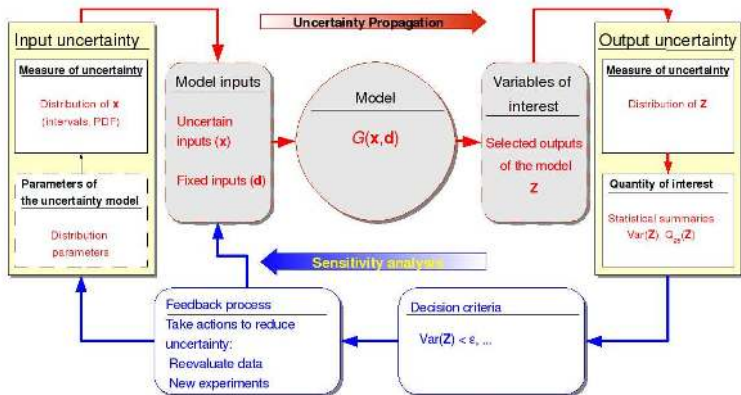 Uncertainty Propagation
Input uncertainty
Measure of uncertainty
Distribution of x
(intervals, PDF)
Parameters of
the uncertainty model
Distribution
parameters
Model inputs
Uncertain
inputs (x)
Fixed inputs (d)
Model
G(x,d)
Variables of
interest
Selected outputs
of the model
Z
Output uncertainty
Measure of uncertainty
Distribution of Z
Quantity of interest
Statistical summaries
Var(Z)
Sensitivity analysis
Feedback process
Take actions to reduce
uncertainty:
Reevaluate data
New experiments
Decision criteria
Var(Z) < ε, ...